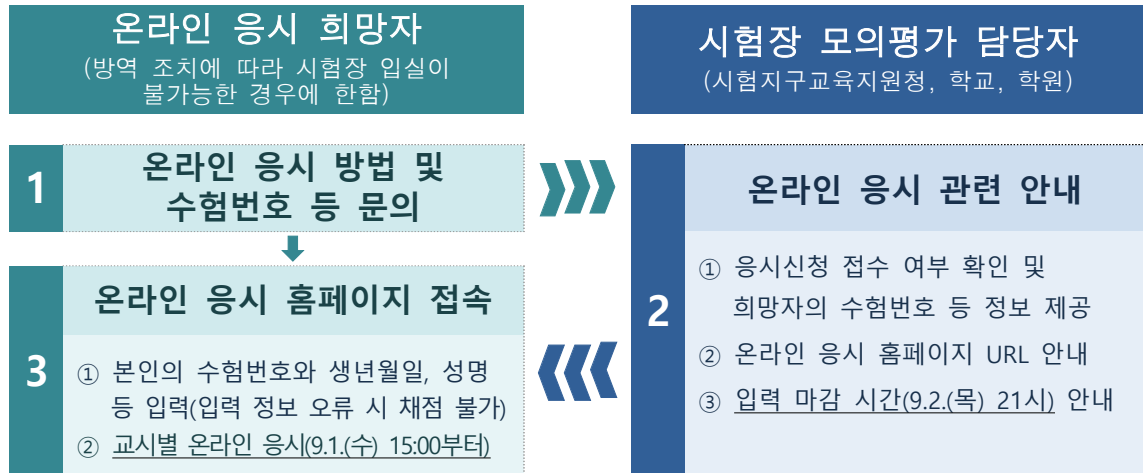 온라인 응시 희망자
(방역 조치에 따라 시험장 입실이
불가능한 경우에 한함)
시험장 모의평가 담당자
(시험지구교육지원청, 학교, 학원)
1
온라인 응시 방법 및
수험번호 등 문의
2
온라인 응시 관련 안내
① 응시신청 접수 여부 확인 및
희망자의 수험번호 등 정보 제공
② 온라인 응시 홈페이지 URL 안내
③ 입력 마감 시간(9.2.(목) 21시) 안내
3
온라인 응시 홈페이지 접속
① 본인의 수험번호와 생년월일, 성명
등 입력(입력 정보 오류 시 채점 불가)
② 교시별 온라인 응시(9.1.(수) 15:00부터)